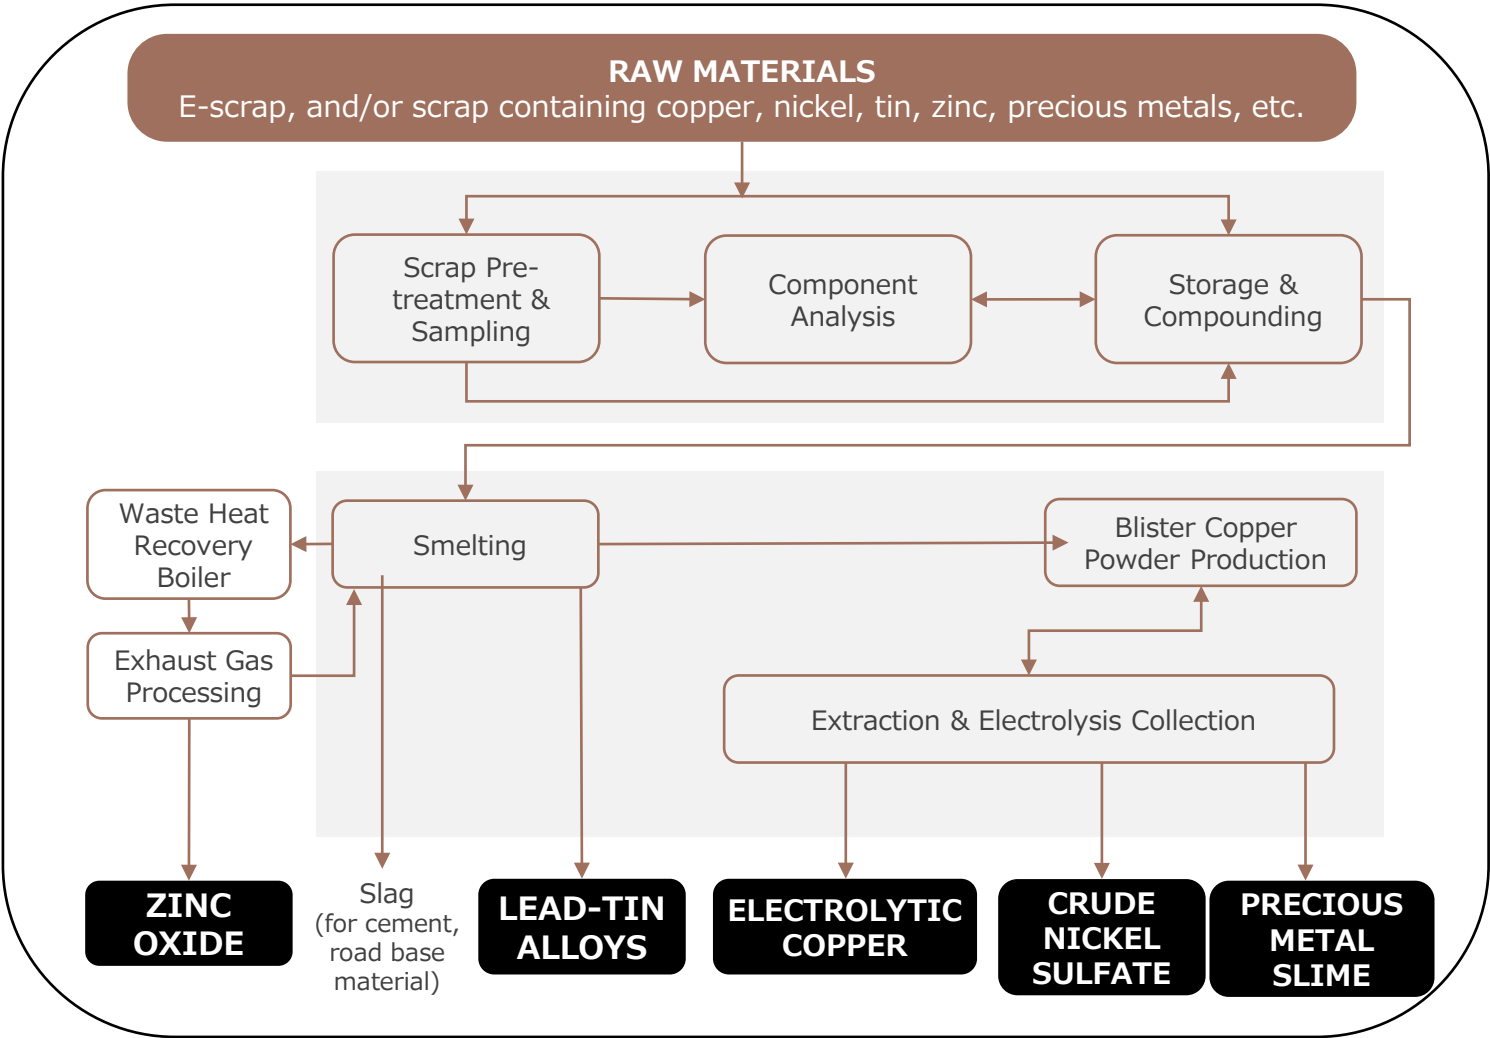 RAW MATERIALS
E-scrap, and/or scrap containing copper, nickel, tin, zinc, precious metals, etc.
Scrap Pre-
treatment &
Sampling
Component
Analysis
Storage &
Compounding
Waste Heat
Recovery
Boiler
Smelting
Blister Copper
Powder Production
Exhaust Gas
Processing
Extraction & Electrolysis Collection
ZINC
OXIDE
Slag
(for cement,
road base
material)
LEAD-TIN
ALLOYS
ELECTROLYTIC
COPPER
CRUDE
NICKEL
SULFATE
PRECIOUS
METAL
SLIME